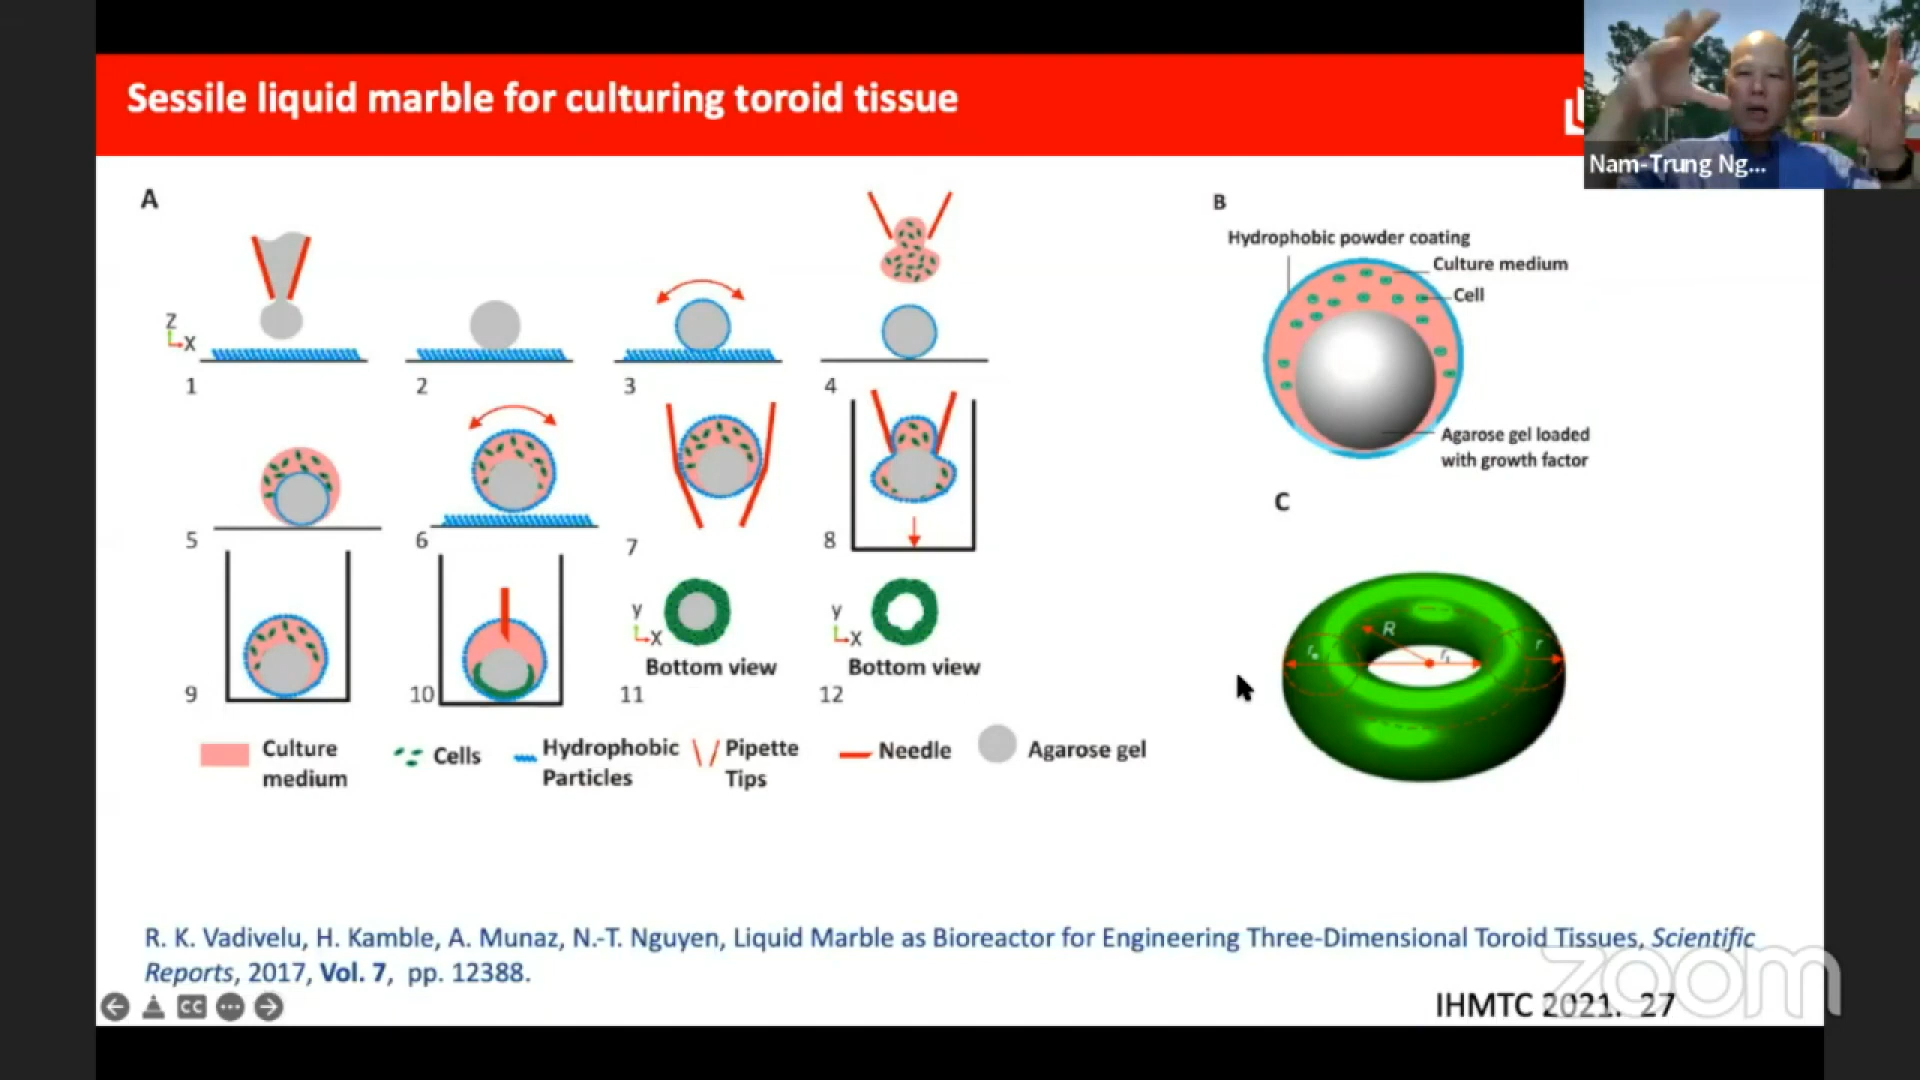 Sessile liquid marble for culturing toroid tissue
Nam-Trung Ng...
A
B
Hydrophobic powder coating
Culture medium
Cell
Z
X
1
2
3
4
Agarose gel loaded
with growth factor
C
5
6
7
8
y
X
y
X
R
r
Bottom view
Bottom view
9
10
11
12
Culture
medium
Cells
Hydrophobic
Particles
Pipette
Tips
Needle
Agarose gel
R. K. Vadivelu, H. Kamble, A. Munaz, N.-T. Nguyen, Liquid Marble as Bioreactor for Engineering Three-Dimensional Toroid Tissues, Scientific
Reports, 2017, Vol. 7, pp. 12388.
CC
IHMTC 2021. 27
zoom